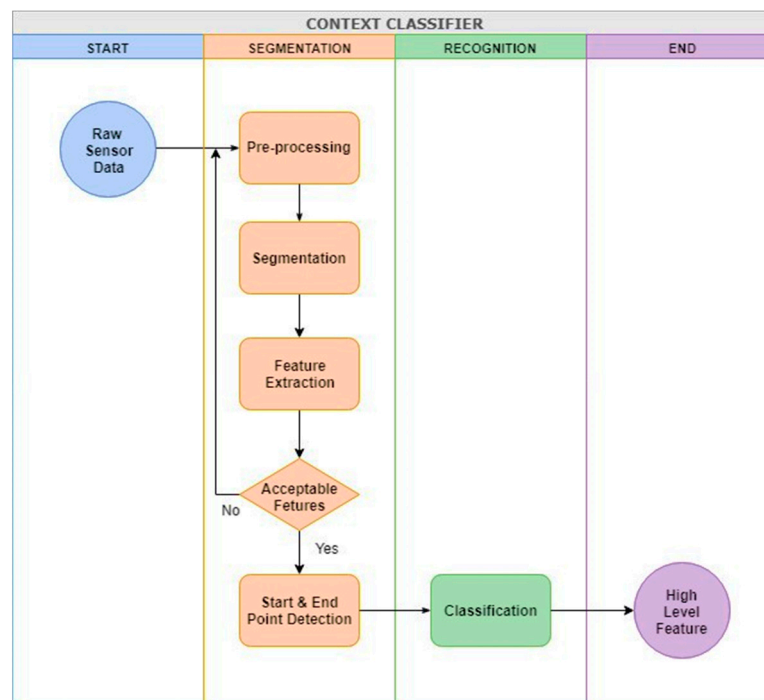 CONTEXT CLASSIFIER
START
SEGMENTATION
RECOGNITION
END
Raw
Sensor
Data
Pre-processing
Segmentation
Feature
Extraction
Acceptable
Fetures
No
Yes
Start & End
Point Detection
Classification
High
Level
Feature